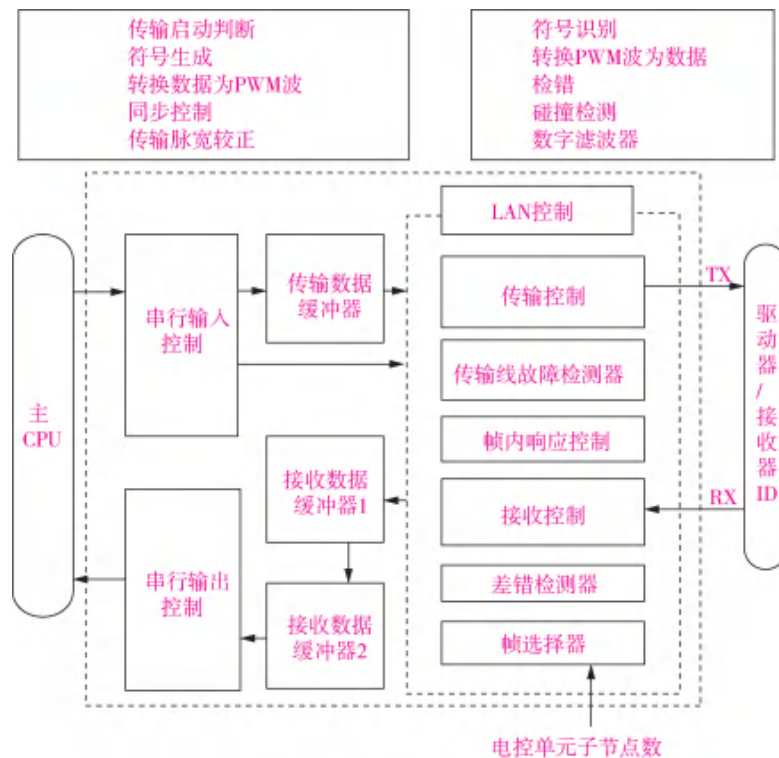 传输启动判断
符号生成
转换数据为PWM波
同步控制
传输脉宽较正
符号识别
转换PWM波为数据
检错
碰撞检测
数字滤波器
LAN控制
主
CPU
串行输入
控制
传输数据
缓冲器
传输控制
TX
传输线故障检测器
帧内响应控制
接收数据
缓冲器1
接收控制
RX
驱
动
器
/
接
收
器
ID
串行输出
控制
接收数据
缓冲器2
差错检测器
帧选择器
电控单元子节点数